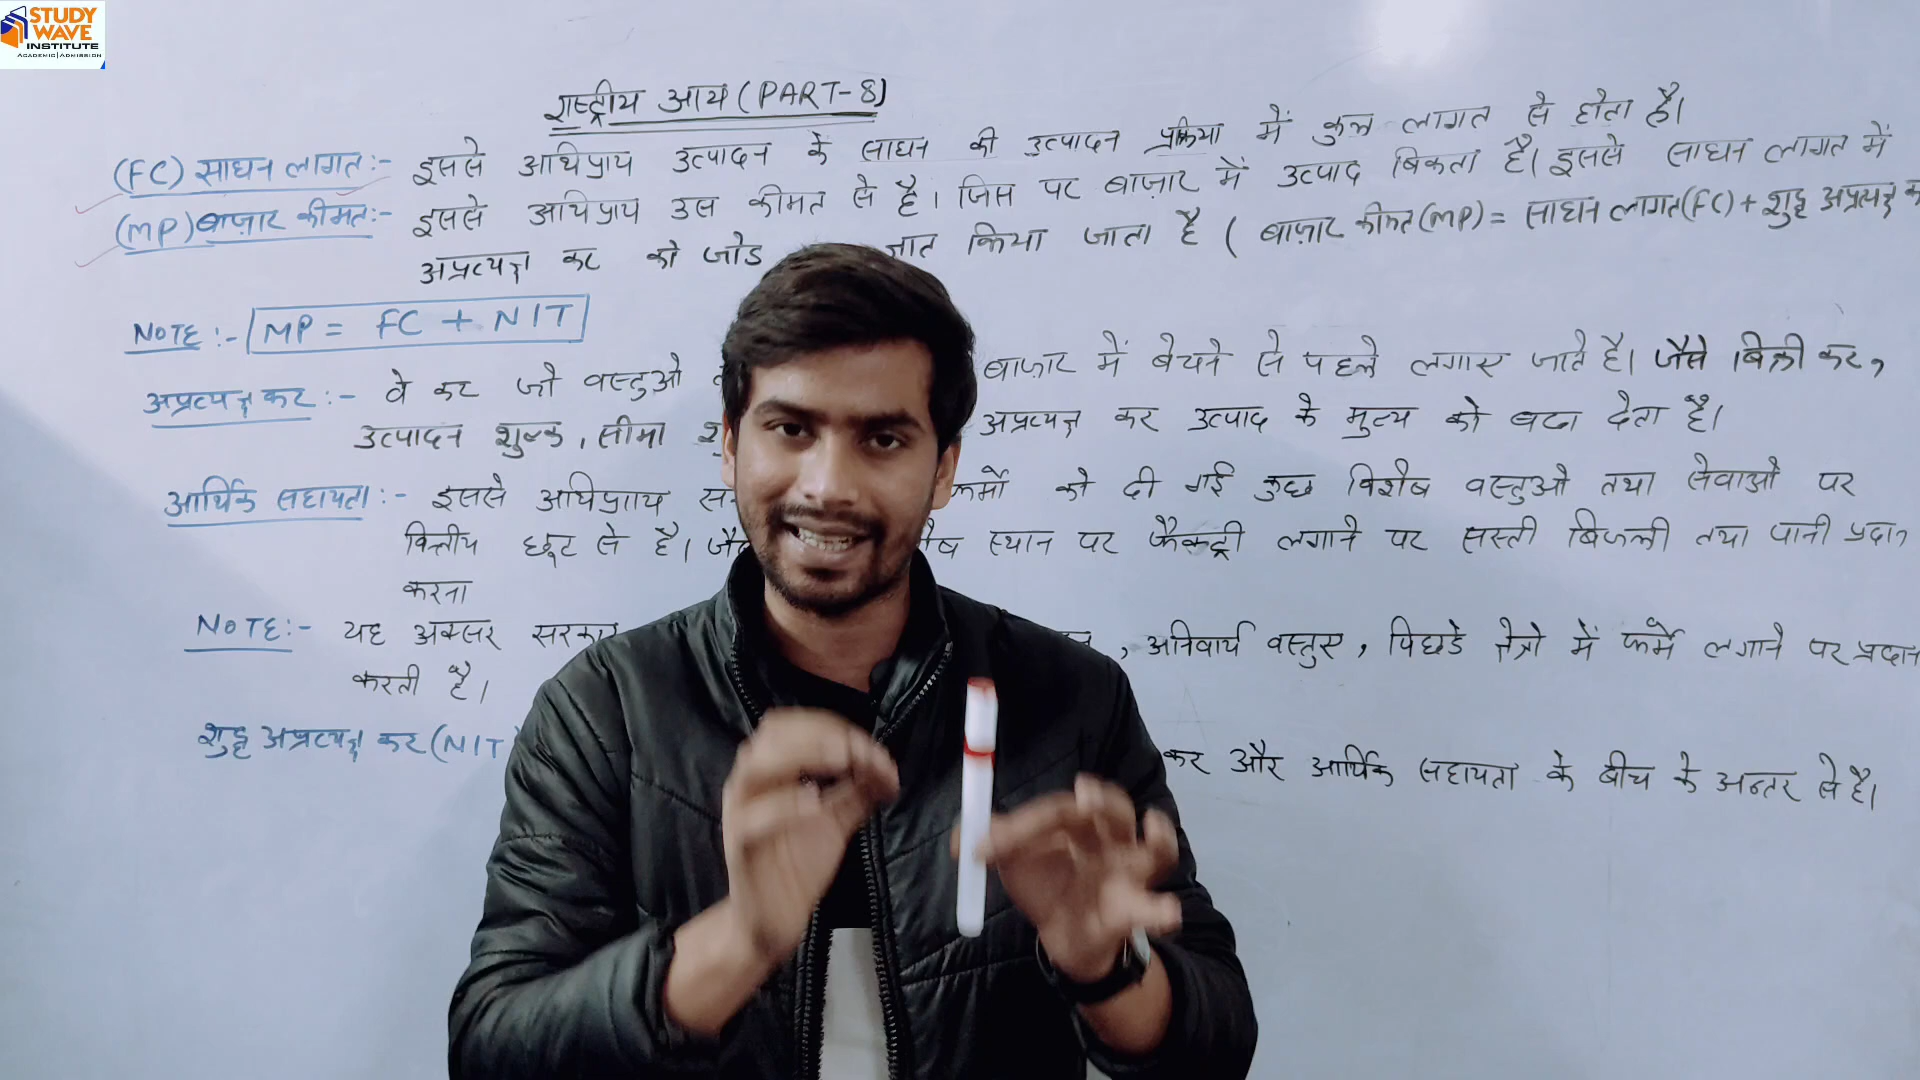 STUDY
WAVE
INSTITUTE
ACADEMIC|ADMISSION
राष्ट्रीय आय (PART-8)
(FC) साधन लागत:- इससे अभिप्राय उत्पादन के साधन की उत्पादन प्रक्रिया में कुल लागत से होता है।
(MP) बाज़ार कीमत:- इससे अभिप्राय उस कीमत से है। जिस पर बाज़ार में उत्पाद बिकता है। इससे साधन लागत में
अप्रत्यक्ष कर को जोड़ ज्ञात किया जाता है ( बाज़ार कीमत (MP) = साधन लागत (FC) + शुद्ध अप्रत्यक्ष क
NOTE:- MP = FC + NIT
अप्रत्यक्ष कर:- वे कर जो वस्तुओ बाज़ार में बेचने से पहले लगाए जाते है। जैसे बिक्री कर,
उत्पादन शुल्क, सीमा अप्रत्यक्ष कर उत्पाद के मुल्य को बढा देता है।
आर्थिक सहायता:- इससे अभिप्राय फर्मो को दी गई कुछ विशेष वस्तुओ तथा सेवाओ पर
वित्तीय छूट से है। स्थान पर फैक्ट्री लगाने पर सस्ती बिजली तथा पानी प्रदान
करना
NOTE:- यह अक्सर सरकार , अनिवार्य वस्तुए, पिछडे क्षेत्रो में फर्मे लगाने पर प्रदान
करती है।
शुद्ध अप्रत्यक्ष कर (NIT) कर और आर्थिक सहायता के बीच के अन्तर से है।